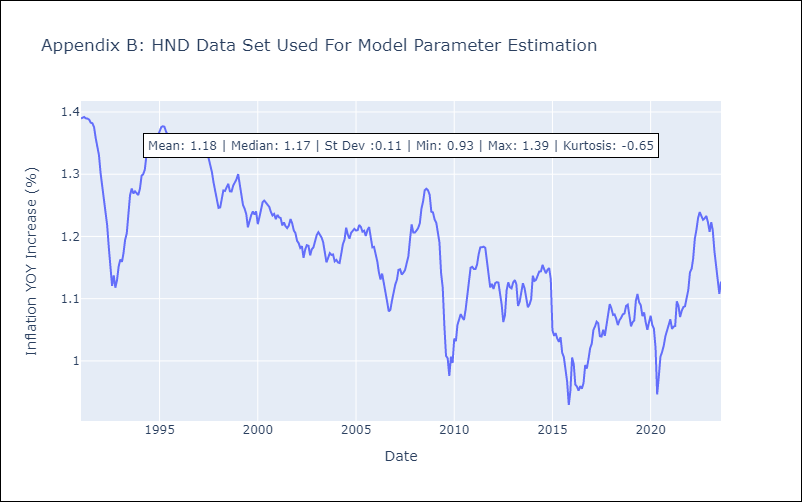 Appendix B: HND Data Set Used For Model Parameter Estimation
1.4
Mean: 1.18 | Median: 1.17 | St Dev :0.11 | Min: 0.93 | Max: 1.39 | Kurtosis: -0.65
1.3
1.2
1.1
1
Inflation YOY Increase (%)
1995
2000
2005
2010
2015
2020
Date